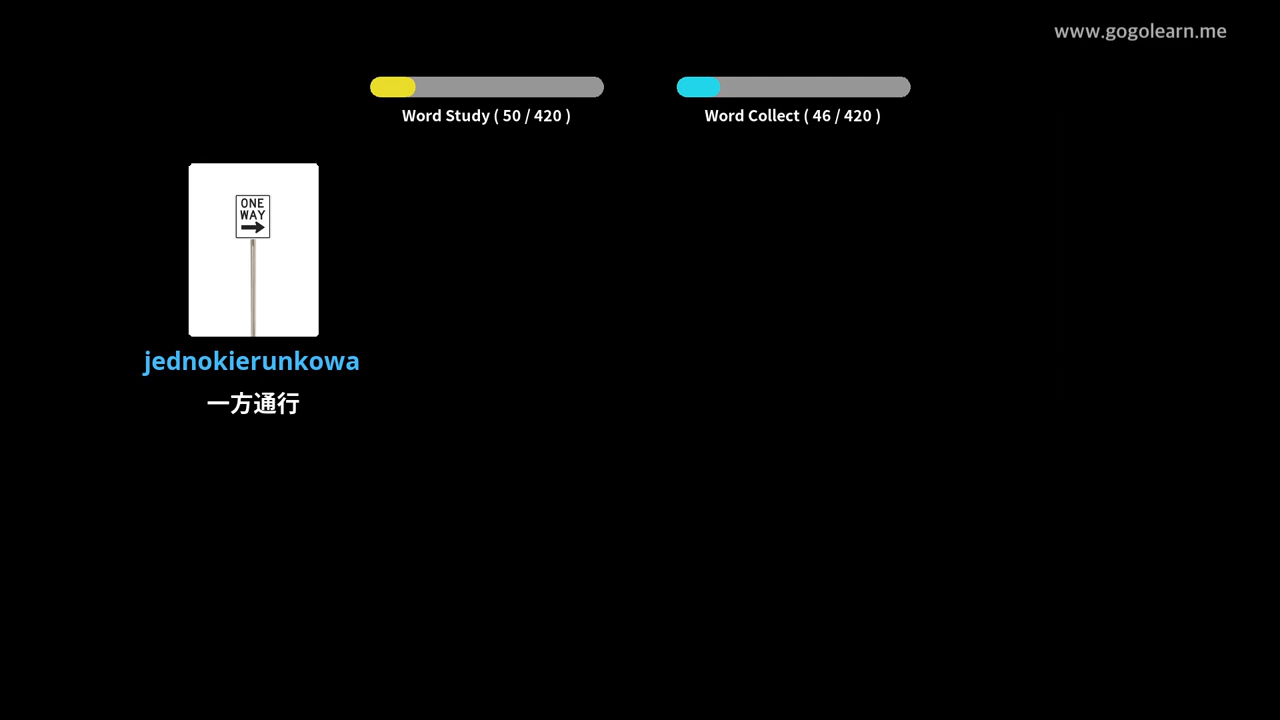 www.gogolearn.me
Word Study ( 50 / 420 )
Word Collect ( 46 / 420 )
ONE
WAY
jednokierunkowa
一方通行